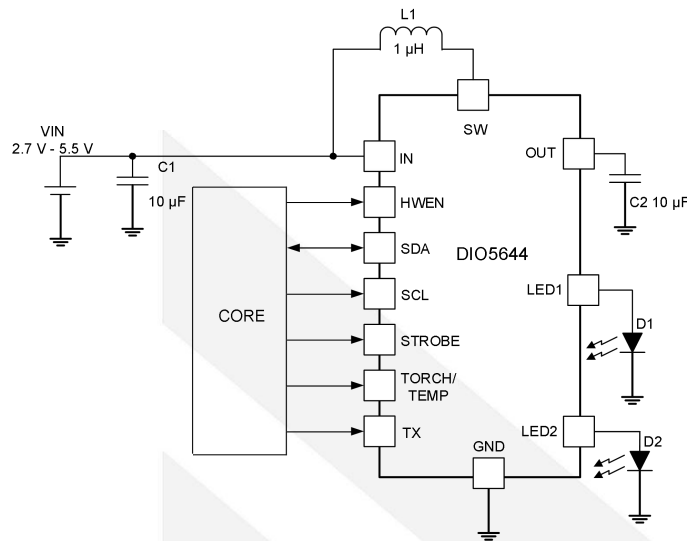 L1
1 µH
SW
VIN
2.7 V - 5.5 V
C1
10 µF
IN
OUT
C2 10 µF
HWEN
SDA
DIO5644
SCL
LED1
CORE
D1
STROBE
TORCH/
TEMP
TX
LED2
D2
GND